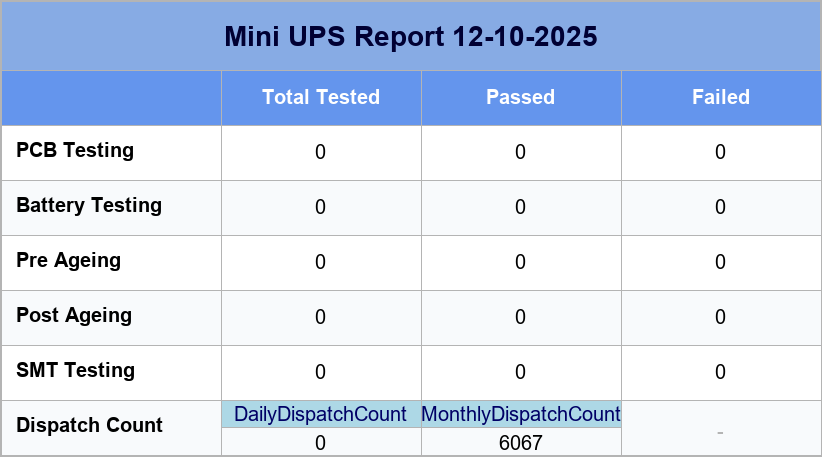 Mini UPS Report 12-10-2025
Total Tested Passed Failed
PCB Testing 0 0 0
Battery Testing 0 0 0
Pre Ageing 0 0 0
Post Ageing 0 0 0
SMT Testing 0 0 0
Dispatch Count DailyDispatchCount MonthlyDispatchCount -
0 6067